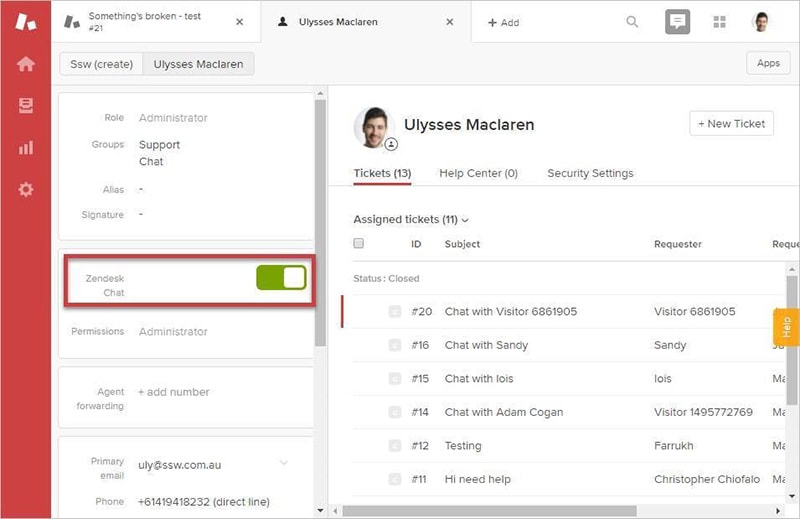 Something's broken - test
#21
Ulysses Maclaren
Add
Ssw (create)
Ulysses Maclaren
Apps
Role Administrator
Groups Support
Chat
Alias -
Signature -
Zendesk
Chat
Permissions Administrator
Agent
forwarding
+ add number
Primary
email
uly@ssw.com.au
Phone +61419418232 (direct line)
Ulysses Maclaren
+ New Ticket
Tickets (13) Help Center (0) Security Settings
Assigned tickets (11)
ID Subject Requester Reque
Status: Closed
#20 Chat with Visitor 6861905 Visitor 6861905
#16 Chat with Sandy Sandy
#15 Chat with lois lois Ma
#14 Chat with Adam Cogan Visitor 1495772769 Ma
#12 Testing Farrukh Ma
#11 Hi need help Christopher Chiofalo Ma
Help